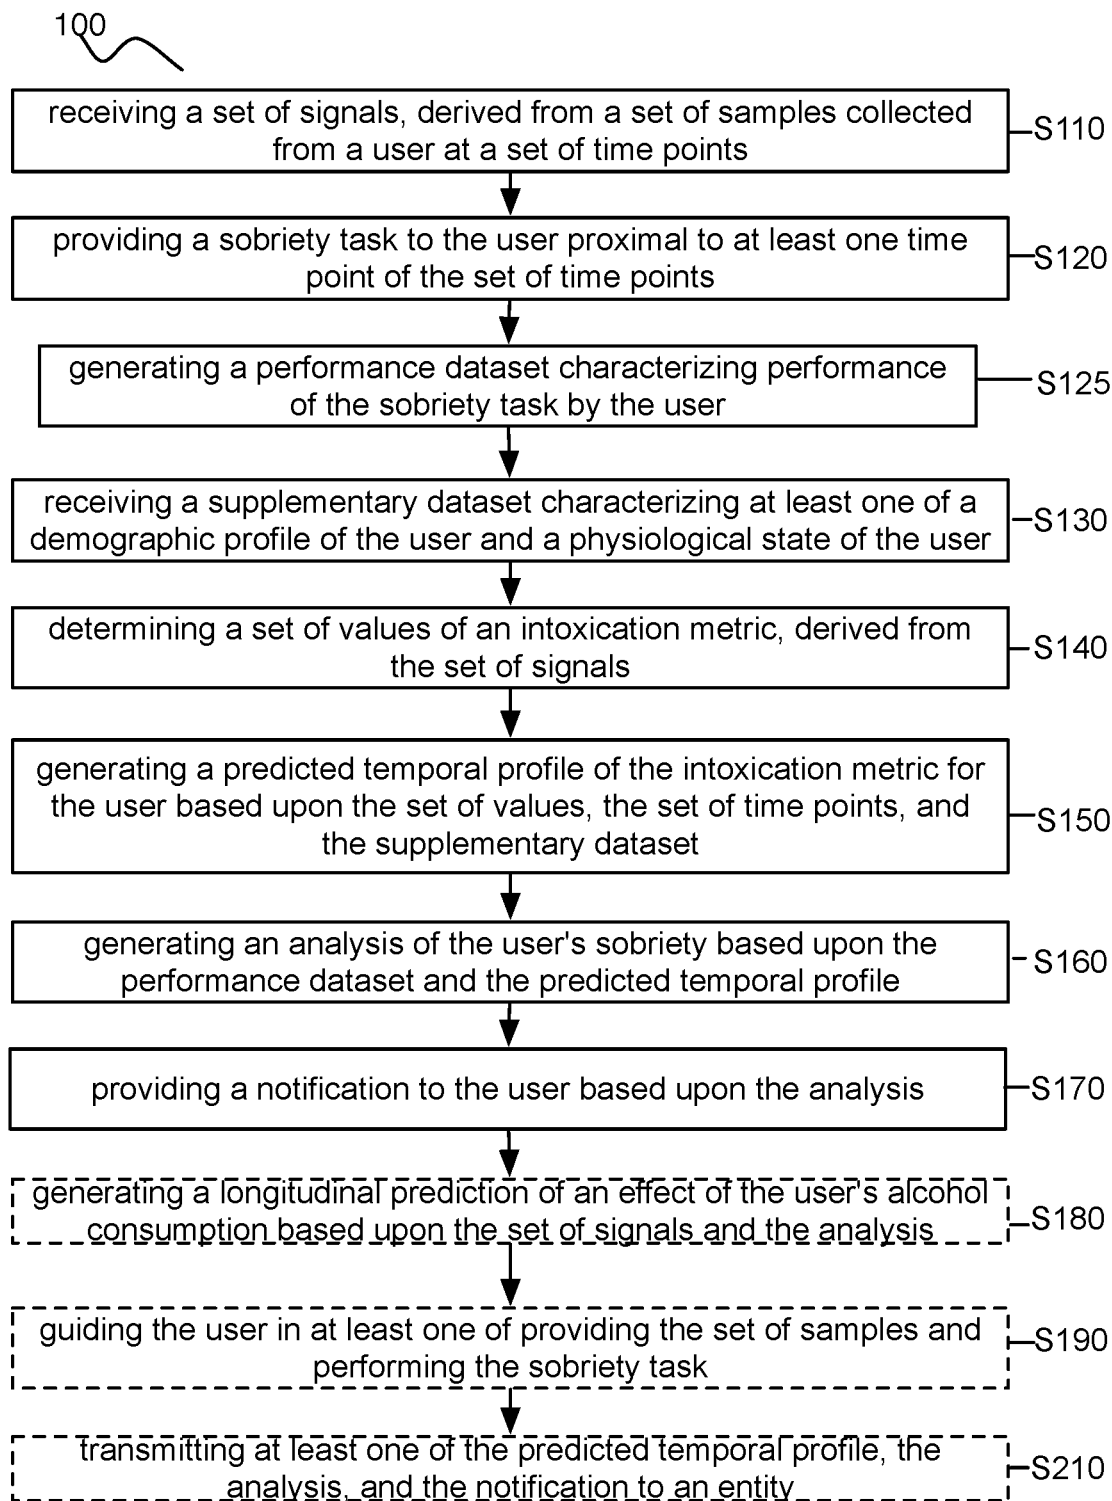 100
receiving a set of signals, derived from a set of samples collected
from a user at a set of time points
S110
providing a sobriety task to the user proximal to at least one time
point of the set of time points
S120
generating a performance dataset characterizing performance
of the sobriety task by the user
S125
receiving a supplementary dataset characterizing at least one of a
demographic profile of the user and a physiological state of the user
S130
determining a set of values of an intoxication metric, derived from
the set of signals
S140
generating a predicted temporal profile of the intoxication metric for
the user based upon the set of values, the set of time points, and
the supplementary dataset
S150
generating an analysis of the user's sobriety based upon the
performance dataset and the predicted temporal profile
S160
providing a notification to the user based upon the analysis
S170
generating a longitudinal prediction of an effect of the user's alcohol
consumption based upon the set of signals and the analysis
S180
guiding the user in at least one of providing the set of samples and
performing the sobriety task
S190
transmitting at least one of the predicted temporal profile, the
analysis, and the notification to an entity
S210